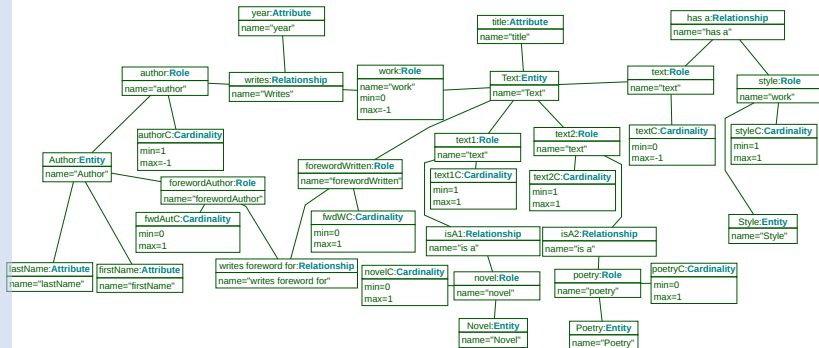 year:Attribute
name="year"
title:Attribute
name="title"
has a:Relationship
name="has a"
author:Role
name="author"
writes:Relationship
name="Writes"
work:Role
name="work"
min=0
max=-1
Text:Entity
name="Text"
text:Role
name="text"
style:Role
name="work"
authorC:Cardinality
min=1
max=-1
text1:Role
name="text"
text2:Role
name="text"
textC:Cardinality
min=0
max=-1
styleC:Cardinality
min=1
max=1
Author:Entity
name="Author"
forewordAuthor:Role
name="forewordAuthor"
forewordWritten:Role
name="forewordWritten"
text1C:Cardinality
min=1
max=1
text2C:Cardinality
min=1
max=1
fwdAutC:Cardinality
min=0
max=1
fwdWC:Cardinality
min=0
max=1
isA1:Relationship
name="is a"
isA2:Relationship
name="is a"
Style:Entity
name="Style"
lastName:Attribute
name="lastName"
firstName:Attribute
name="firstName"
writes foreword for:Relationship
name="writes foreword for"
novelC:Cardinality
min=0
max=1
novel:Role
name="novel"
poetry:Role
name="poetry"
poetryC:Cardinality
min=0
max=1
Novel:Entity
name="Novel"
Poetry:Entity
name="Poetry"